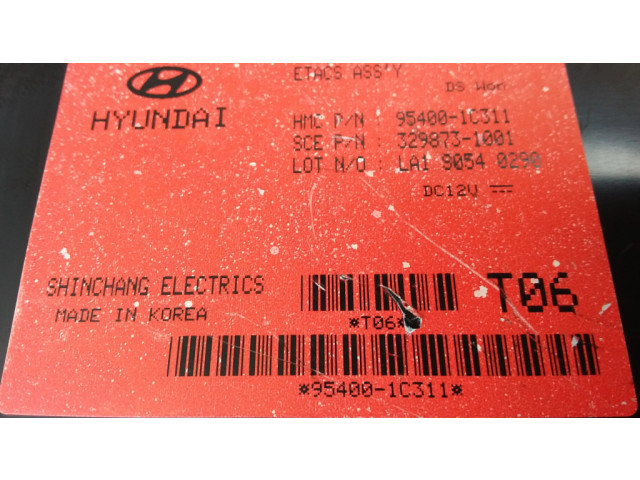 ETACS ASS'Y
DS Won
HYUNDAI
HMC P/N : 95400-1C311
SCE P/N : 329873-1001
LOT N/O : LA1 8054 0290
DC12V
SHINCHANG ELECTRICS
MADE IN KOREA
T06
*T06*
*95400-1C311*